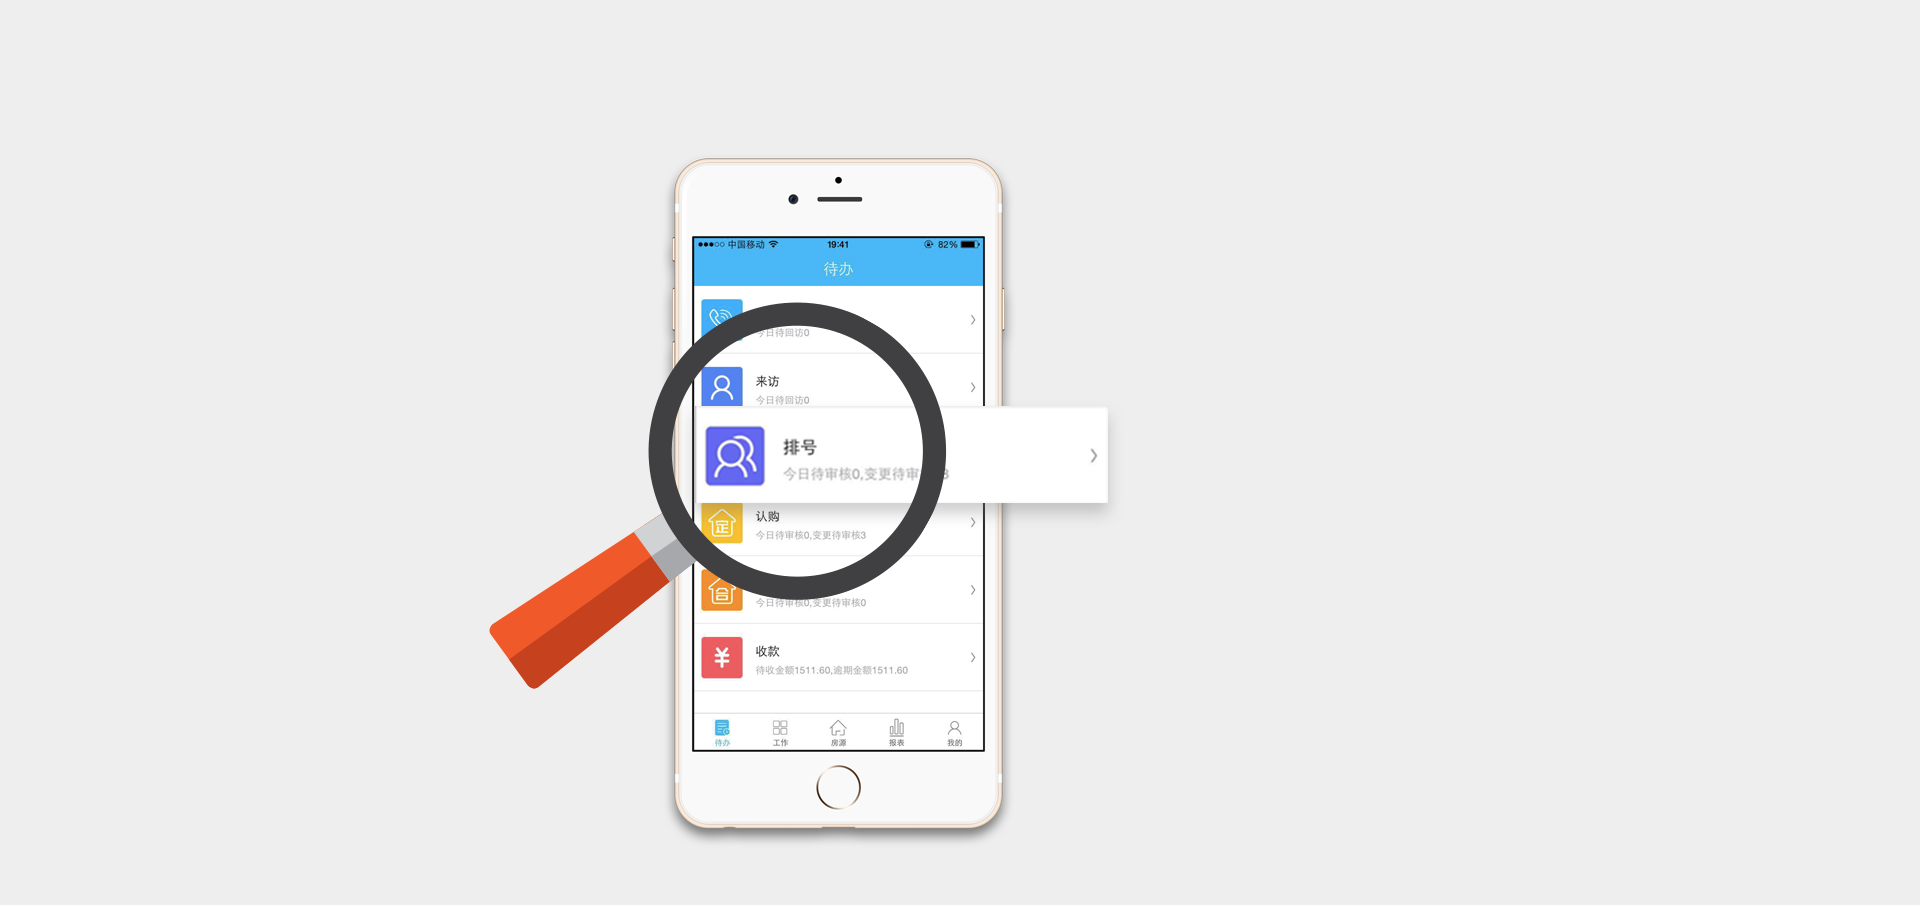 中国移动 19:41 82%
待办
今日待回访0
来访
今日待回访0
排号
今日待审核0,变更待审 3
认购
今日待审核0,变更待审核3
今日待审核0,变更待审核0
收款
待收金额1511.60,逾期金额1511.60
待办 工作 房源 报表 我的
定
合
¥